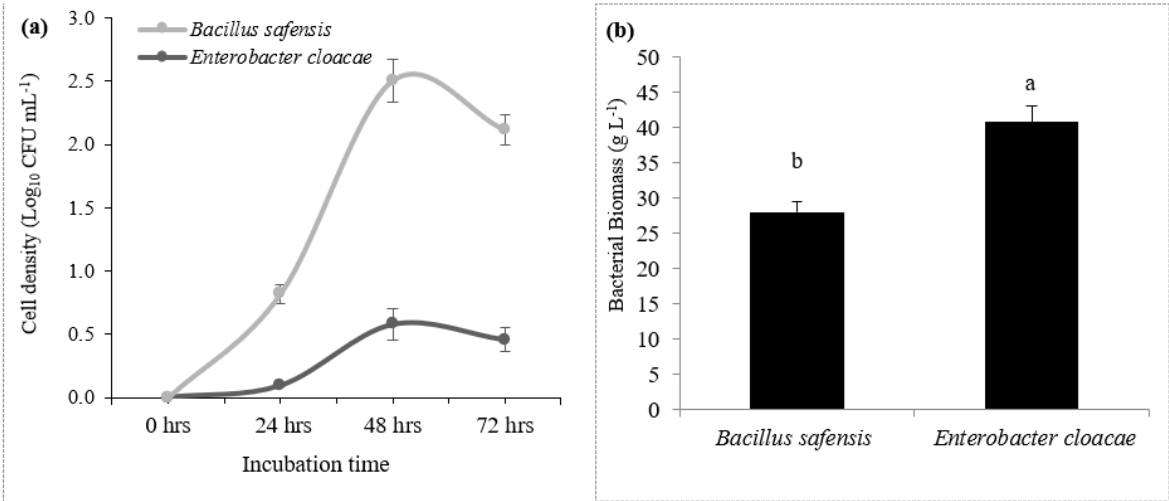 (a)
Bacillus safensis
Enterobacter cloacae
Cell density (Log₁₀ CFU mL⁻¹)
3.0
2.5
2.0
1.5
1.0
0.5
0.0
0 hrs 24 hrs 48 hrs 72 hrs
Incubation time
(b)
Bacterial Biomass (g L⁻¹)
50
45
40
35
30
25
20
15
10
5
0
b
a
Bacillus safensis Enterobacter cloacae